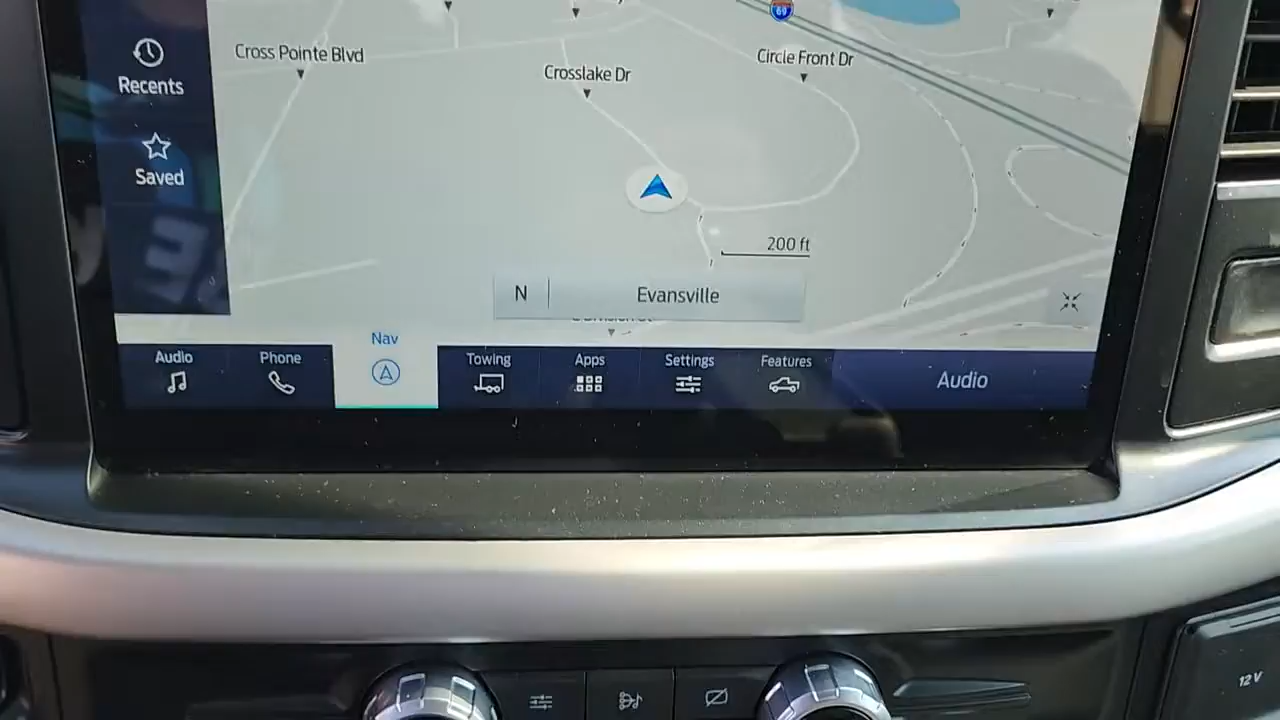 69
Recents
Cross Pointe Blvd
Crosslake Dr
Circle Front Dr
Saved
200 ft
N
Evansville
Nav
Audio
Phone
Towing
Apps
Settings
Features
Audio
12V